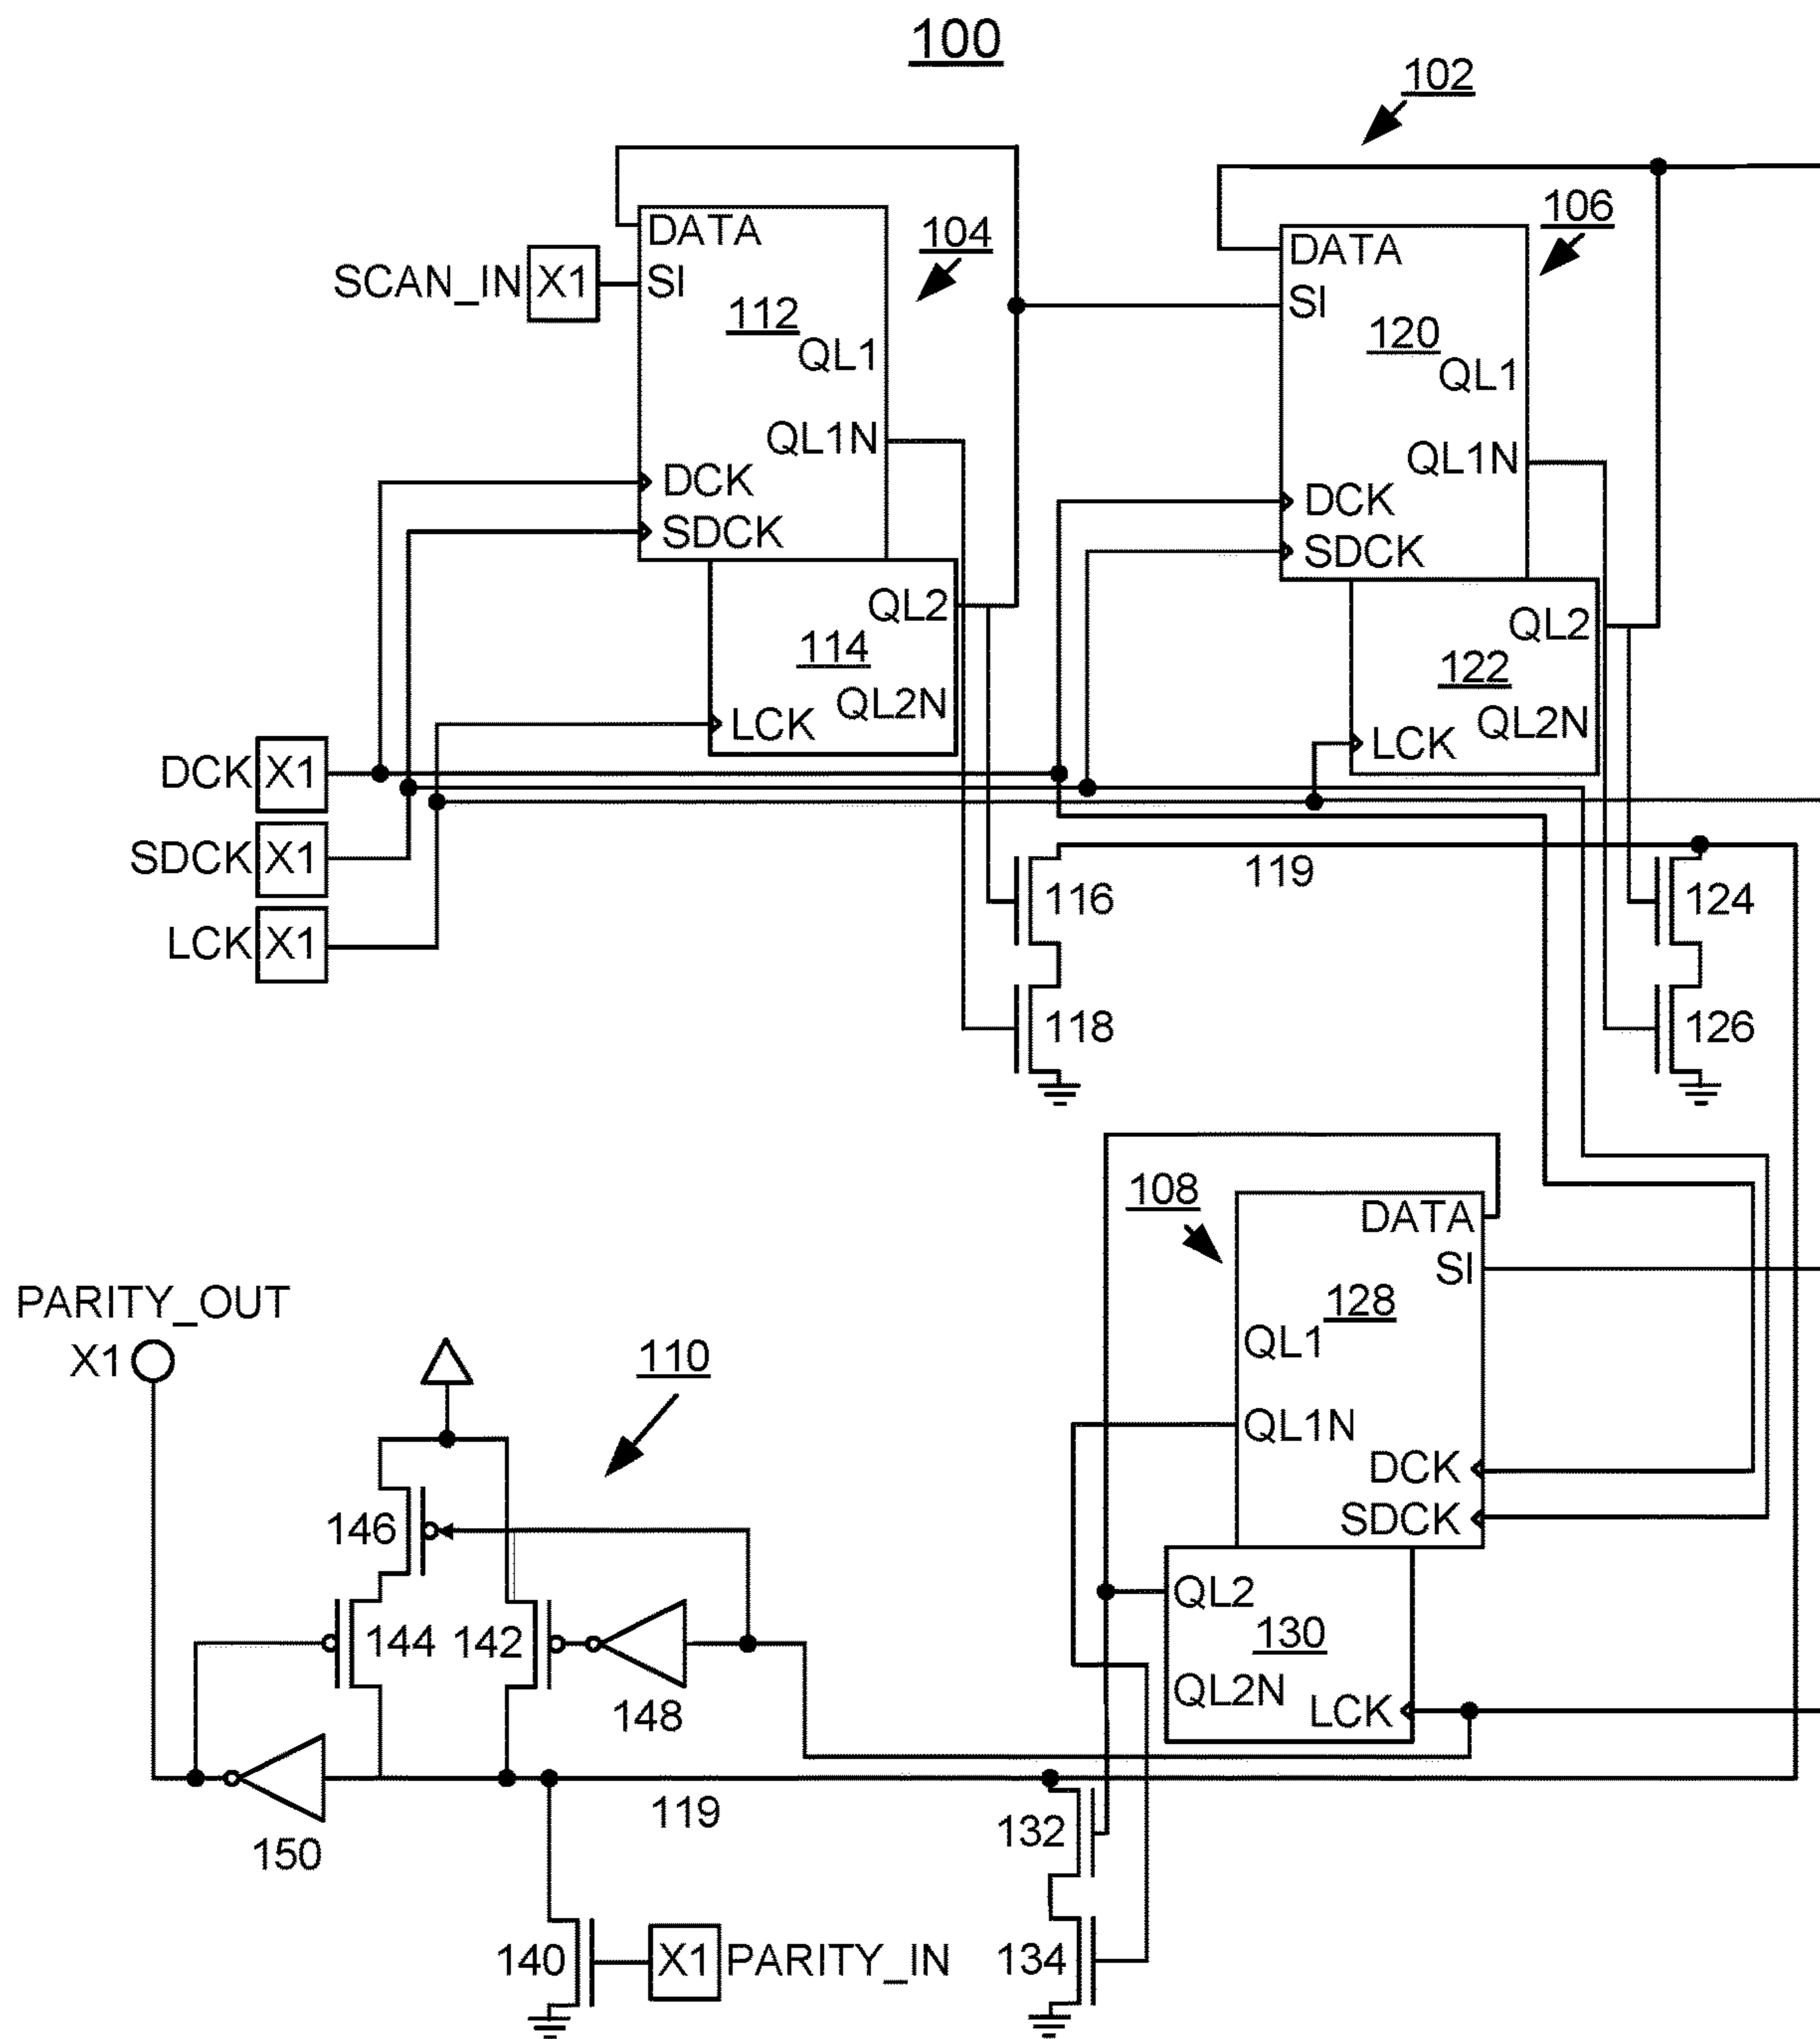 100
102
DATA
104
SCAN_IN X1 SI
112
QL1
QL1N
DCK
SDCK
QL2
114
QL2N
LCK
106
DATA
SI
120
QL1
QL1N
DCK
SDCK
QL2
122
QL2N
LCK
DCK X1
SDCK X1
LCK X1
119
116
118
124
126
108
DATA
SI
128
QL1
QL1N
DCK
SDCK
QL2
130
QL2N
LCK
PARITY_OUT
X1
110
146
144
142
148
150
119
132
134
140
X1 PARITY_IN